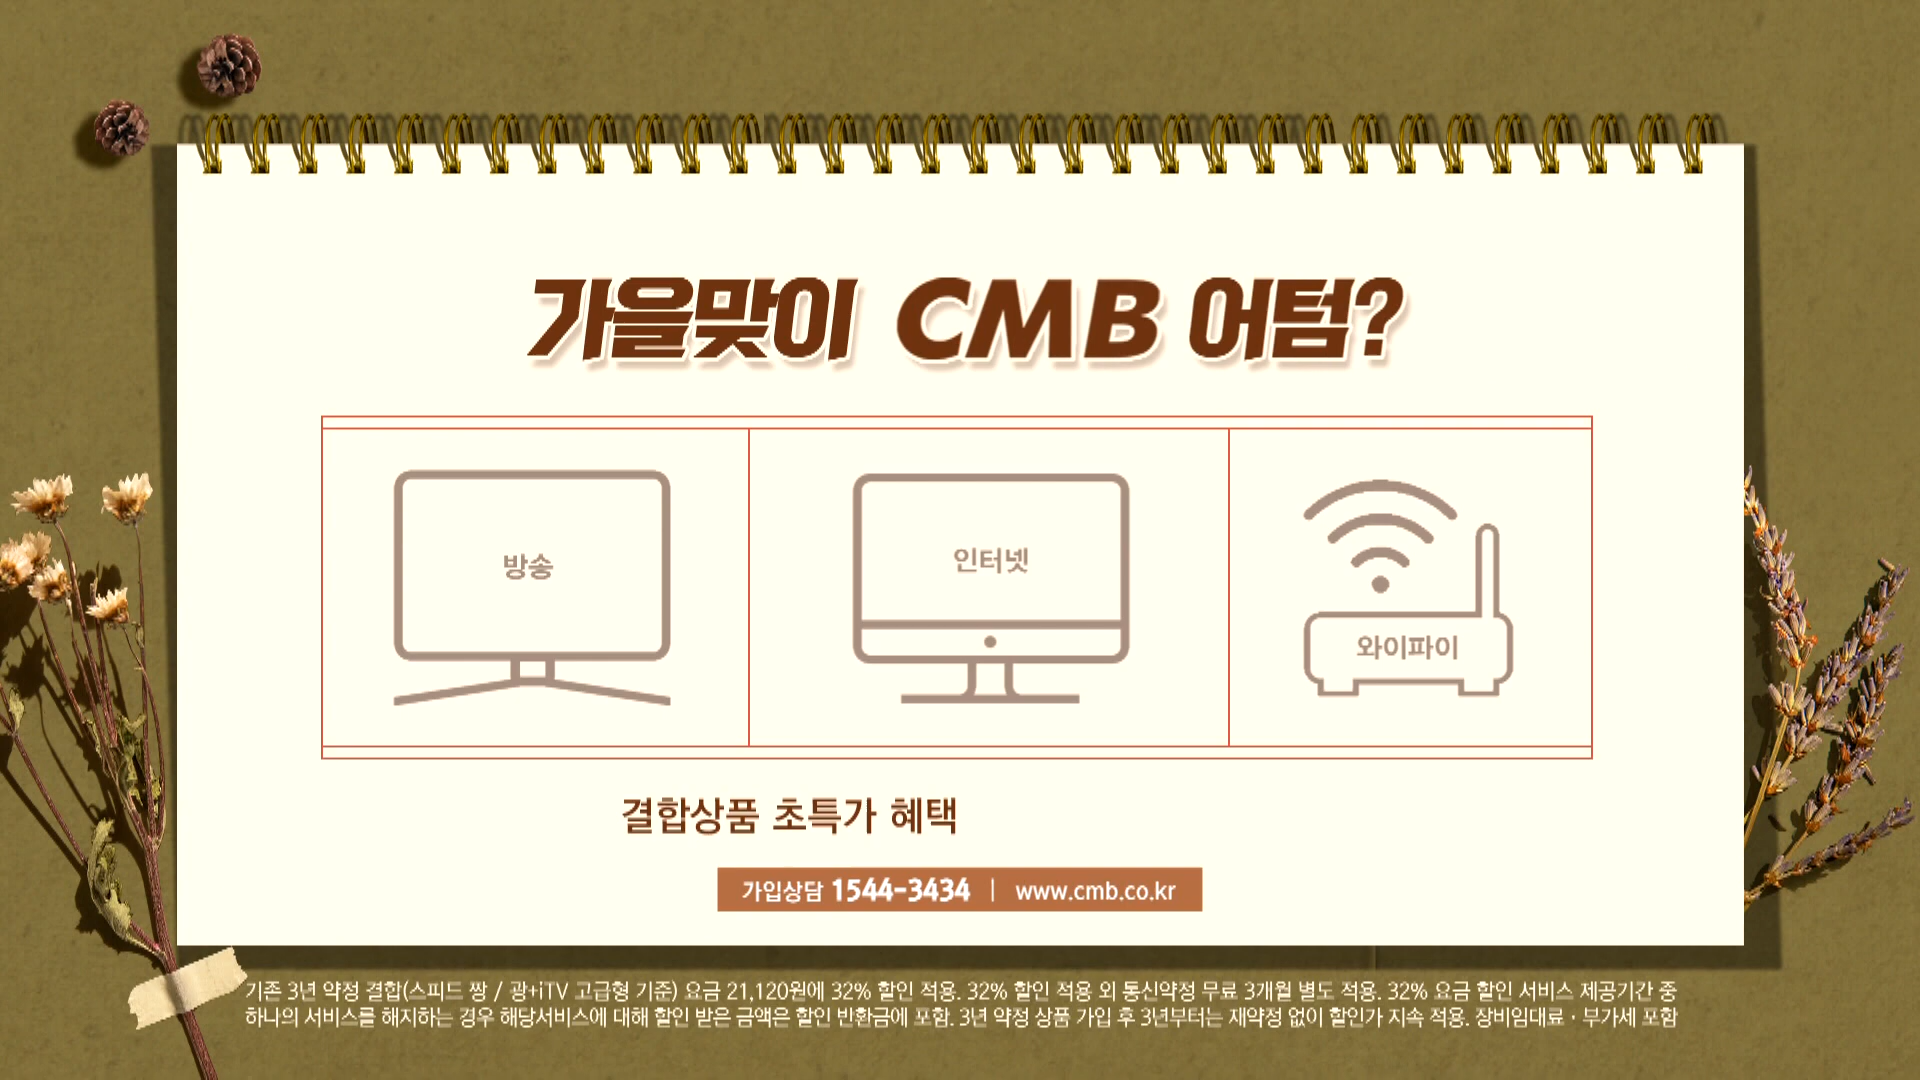 가을맞이 CMB 어텀?
방송
인터넷
와이파이
결합상품 초특가 혜택
가입상담 1544-3434 | www.cmb.co.kr
기존 3년 약정 결합(스피드 짱 / 광+iTV 고급형 기준) 요금 21,120원에 32% 할인 적용. 32% 할인 적용 외 통신약정 무료 3개월 별도 적용. 32% 요금 할인 서비스 제공기간 중
하나의 서비스를 해지하는 경우 해당서비스에 대해 할인 받은 금액은 할인 반환금에 포함. 3년 약정 상품 가입 후 3년부터는 재약정 없이 할인가 지속 적용. 장비임대료 · 부가세 포함